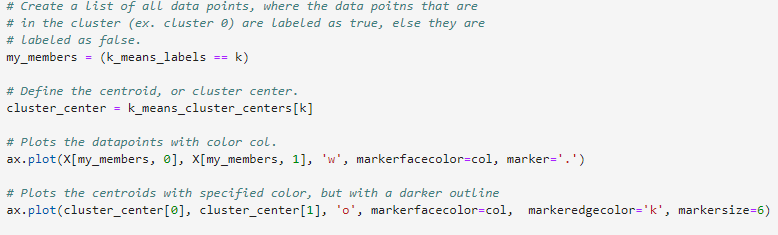 # Create a list of all data points, where the data poitns that are
# in the cluster (ex. cluster 0) are labeled as true, else they are
# labeled as false.
my_members = (k_means_labels == k)
# Define the centroid, or cluster center.
cluster_center = k_means_cluster_centers[k]
# Plots the datapoints with color col.
ax.plot(X[my_members, 0], X[my_members, 1], 'w', markerfacecolor=col, marker='.')
# Plots the centroids with specified color, but with a darker outline
ax.plot(cluster_center[0], cluster_center[1], 'o', markerfacecolor=col,  markeredgecolor='k', markersize=6)